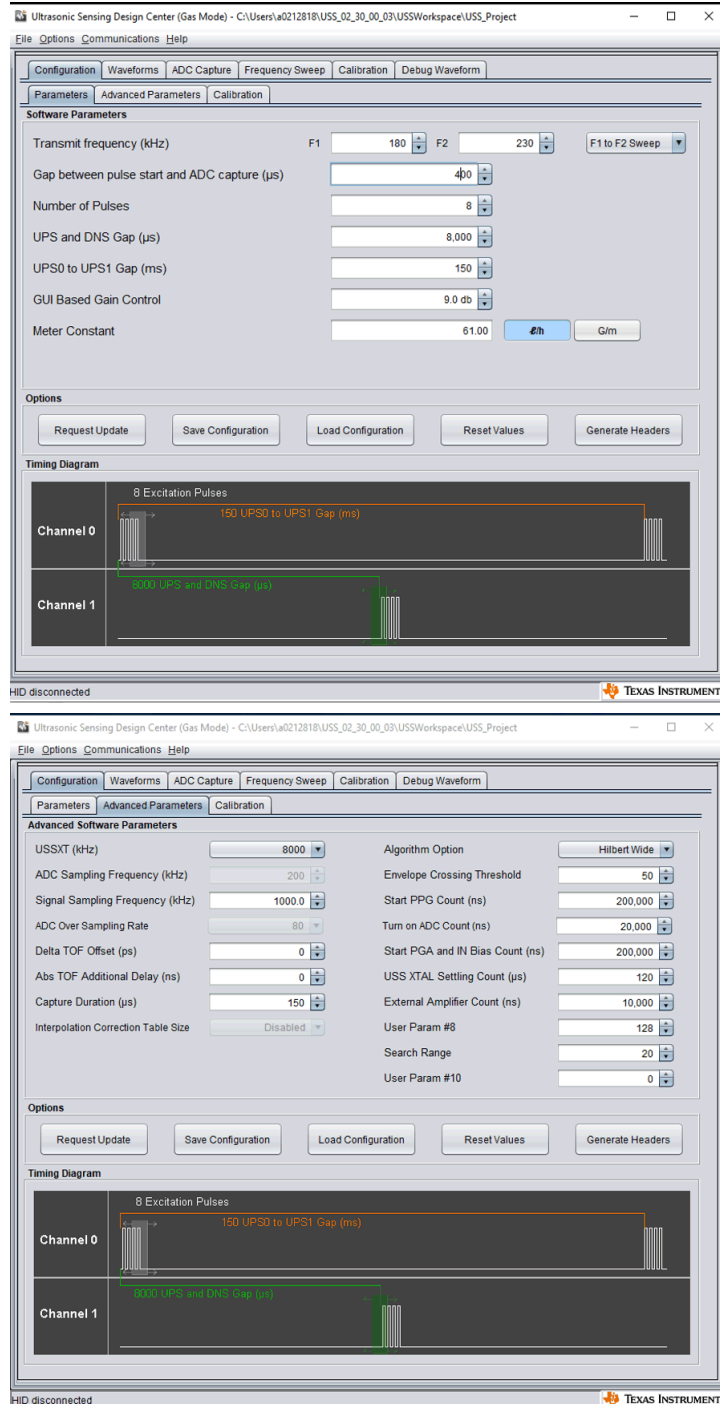 Ultrasonic Sensing Design Center (Gas Mode) - C:\Users\a0212818\USS_02_30_00_03\USSWorkspace\USS_Project
File Options Communications Help
Configuration Waveforms ADC Capture Frequency Sweep Calibration Debug Waveform
Parameters Advanced Parameters Calibration
Software Parameters
Transmit frequency (kHz) F1 180 F2 230 F1 to F2 Sweep
Gap between pulse start and ADC capture (µs) 400
Number of Pulses 8
UPS and DNS Gap (µs) 8,000
UPS0 to UPS1 Gap (ms) 150
GUI Based Gain Control 9.0 db
Meter Constant 61.00 ℓ/h G/m
Options
Request Update Save Configuration Load Configuration Reset Values Generate Headers
Timing Diagram
8 Excitation Pulses
150 UPS0 to UPS1 Gap (ms)
Channel 0
8000 UPS and DNS Gap (µs)
Channel 1
HID disconnected TEXAS INSTRUMENT
Ultrasonic Sensing Design Center (Gas Mode) - C:\Users\a0212818\USS_02_30_00_03\USSWorkspace\USS_Project
File Options Communications Help
Configuration Waveforms ADC Capture Frequency Sweep Calibration Debug Waveform
Parameters Advanced Parameters Calibration
Advanced Software Parameters
USSXT (kHz) 8000 Algorithm Option Hilbert Wide
ADC Sampling Frequency (kHz) 200 Envelope Crossing Threshold 50
Signal Sampling Frequency (kHz) 1000.0 Start PPG Count (ns) 200,000
ADC Over Sampling Rate 80 Turn on ADC Count (ns) 20,000
Delta TOF Offset (ps) 0 Start PGA and IN Bias Count (ns) 200,000
Abs TOF Additional Delay (ns) 0 USS XTAL Settling Count (µs) 120
Capture Duration (µs) 150 External Amplifier Count (ns) 10,000
Interpolation Correction Table Size Disabled User Param #8 128
Search Range 20
User Param #10 0
Options
Request Update Save Configuration Load Configuration Reset Values Generate Headers
Timing Diagram
8 Excitation Pulses
150 UPS0 to UPS1 Gap (ms)
Channel 0
8000 UPS and DNS Gap (µs)
Channel 1
HID disconnected TEXAS INSTRUMENT